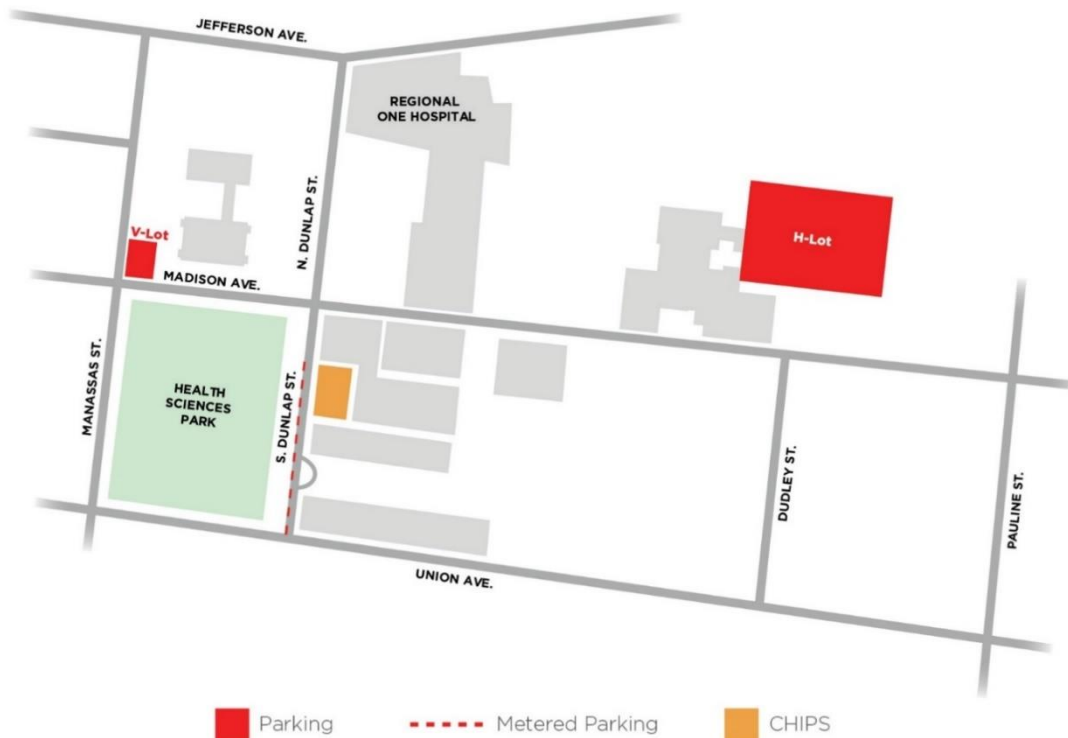 JEFFERSON AVE.
REGIONAL
ONE HOSPITAL
N. DUNLAP ST.
V-Lot
H-Lot
MADISON AVE.
MANASSAS ST.
HEALTH
SCIENCES
PARK
S. DUNLAP ST.
DUDLEY ST.
PAULINE ST.
UNION AVE.
Parking
Metered Parking
CHIPS